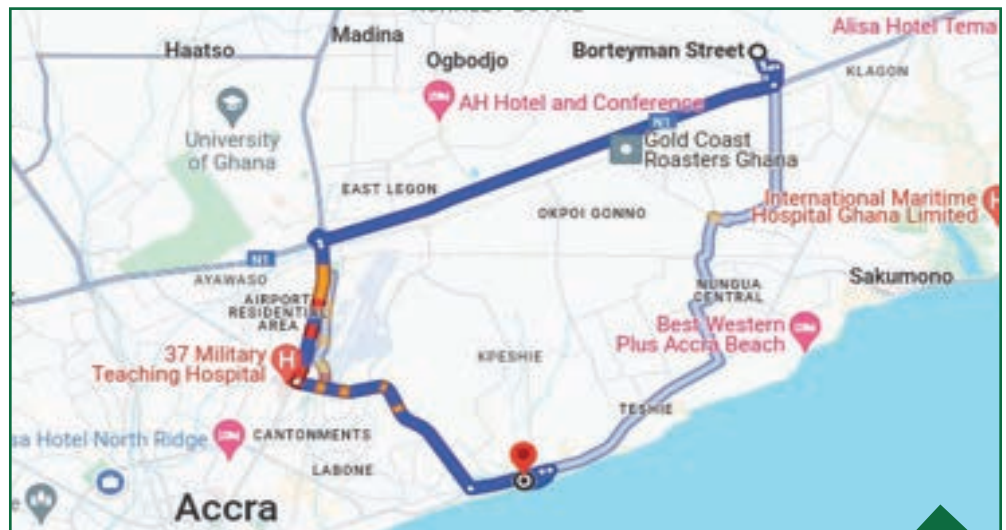 Madina
Haatso
Ogbodjo
Borteyman Street
Alisa Hotel Tema
KLAGON
AH Hotel and Conference
N1
University
of Ghana
Gold Coast
Roasters Ghana
EAST LEGON
OKPOI GONNO
International Maritime
Hospital Ghana Limited
N1
AYAWASO
Sakumono
AIRPORT
RESIDENTIAL
AREA
NUNGUA
CENTRAL
Best Western
Plus Accra Beach
37 Military
Teaching Hospital
H
KPESHIE
TESHIE
sa Hotel North Ridge
CANTONMENTS
LABONE
Accra